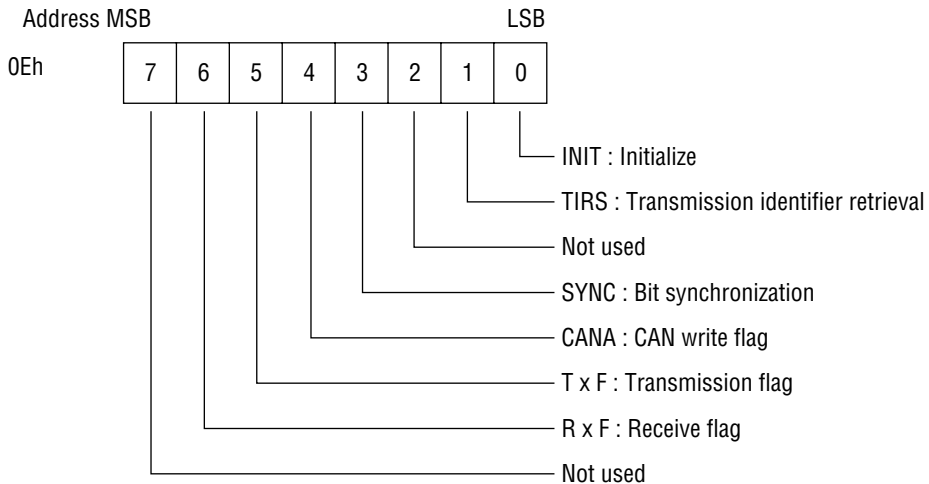 Address MSB LSB
0Eh 7 6 5 4 3 2 1 0
INIT : Initialize
TIRS : Transmission identifier retrieval
Not used
SYNC : Bit synchronization
CANA : CAN write flag
T x F : Transmission flag
R x F : Receive flag
Not used